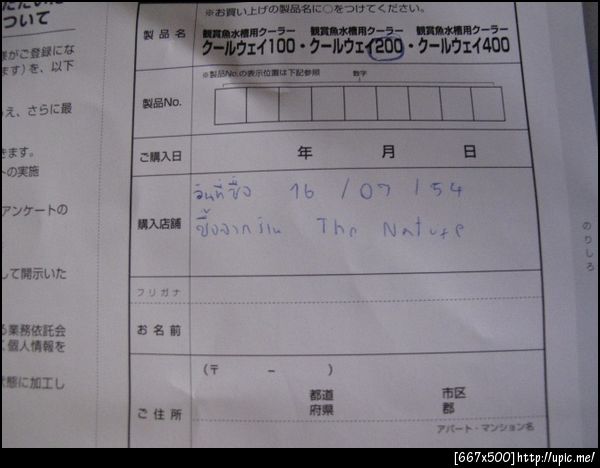 ついて
※お買い上げの製品名に○をつけてください。
製品名
観賞魚水槽用クーラー 観賞魚水槽用クーラー 観賞魚水槽用クーラー
クールウェイ100・クールウェイ200・クールウェイ400
がご登録にな
ます)を、以下
※製品No.の表示位置は下記参照 数字
製品No.
え、さらに最
ご購入日 年 月 日
きます。
トの実施
วันที่ซื้อ 16 / 07 / 54
アンケートの
購入店舗
ซื้อจากร้าน The Nature
のりしろ
して開示いた
フリガナ
お名前
る業務依託会
く個人情報を
(〒 - )
状態に加工し
都道 市区
府県 郡
ご住所
アパート・マンション名
[667x500]http://upic.me/